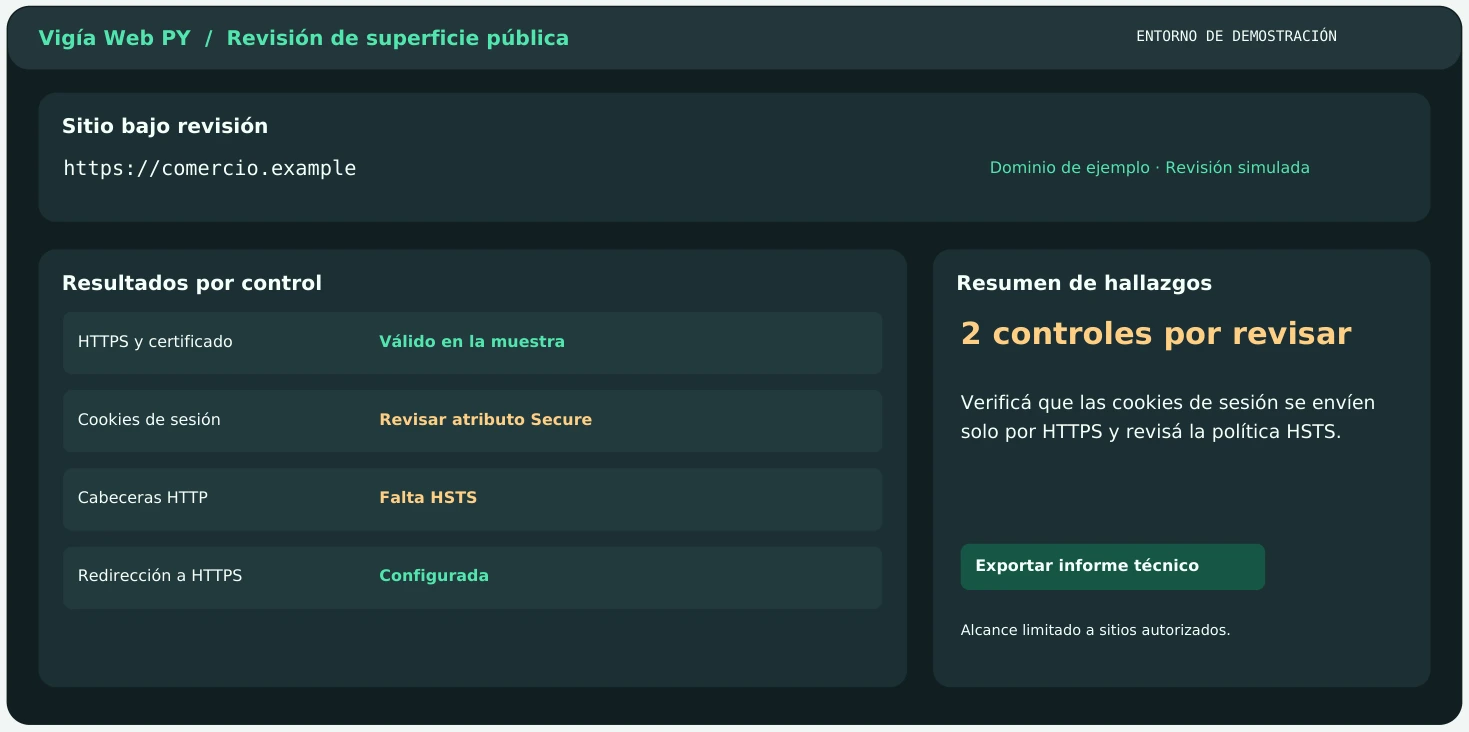 Vigía Web PY / Revisión de superficie pública
ENTORNO DE DEMOSTRACIÓN
Sitio bajo revisión
https://comercio.example
Dominio de ejemplo · Revisión simulada
Resultados por control
HTTPS y certificado
Válido en la muestra
Cookies de sesión
Revisar atributo Secure
Cabeceras HTTP
Falta HSTS
Redirección a HTTPS
Configurada
Resumen de hallazgos
2 controles por revisar
Verificá que las cookies de sesión se envíen
solo por HTTPS y revisá la política HSTS.
Exportar informe técnico
Alcance limitado a sitios autorizados.